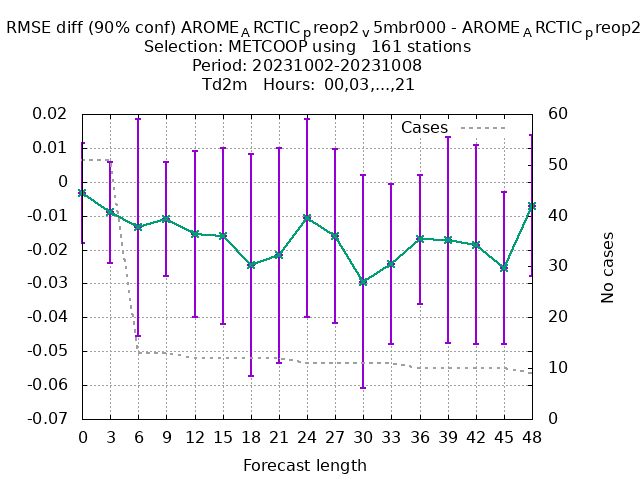 RMSE diff (90% conf) AROME_ARCTIC_preop2_v5mbr000 - AROME_ARCTIC_preop2
Selection: METCOOP using   161 stations
Period: 20231002-20231008
Td2m   Hours:  00,03,...,21
Cases
0.02
0.01
0
-0.01
-0.02
-0.03
-0.04
-0.05
-0.06
-0.07
60
50
40
30
20
10
0
No cases
0 3 6 9 12 15 18 21 24 27 30 33 36 39 42 45 48
Forecast length